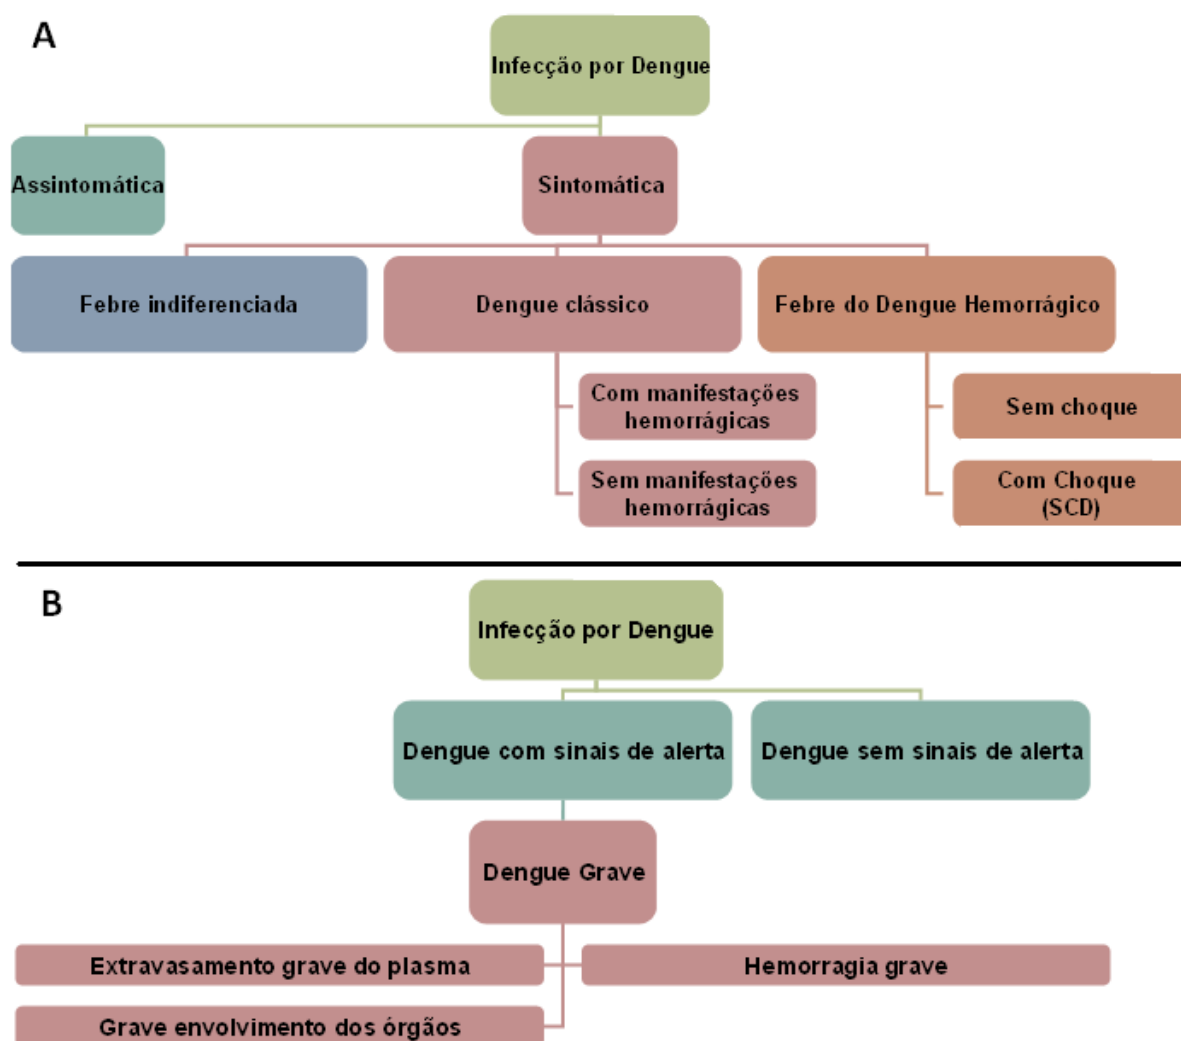 A
Infecção por Dengue
Assintomática
Sintomática
Febre indiferenciada
Dengue clássico
Febre do Dengue Hemorrágico
Com manifestações
hemorrágicas
Sem choque
Sem manifestações
hemorrágicas
Com Choque
(SCD)
B
Infecção por Dengue
Dengue com sinais de alerta
Dengue sem sinais de alerta
Dengue Grave
Extravasamento grave do plasma
Hemorragia grave
Grave envolvimento dos órgãos